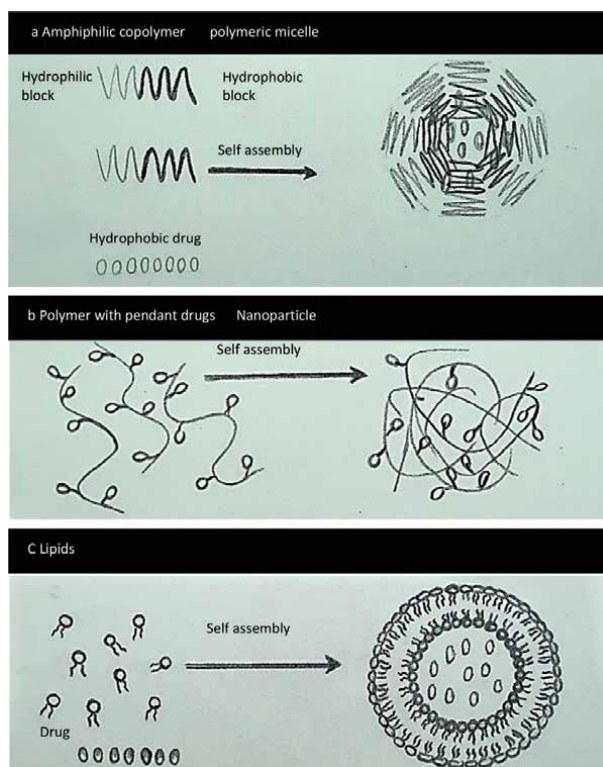 a Amphiphilic copolymer polymeric micelle
Hydrophilic block
Hydrophobic block
Self assembly
Hydrophobic drug
b Polymer with pendant drugs Nanoparticle
Self assembly
C Lipids
Self assembly
Drug